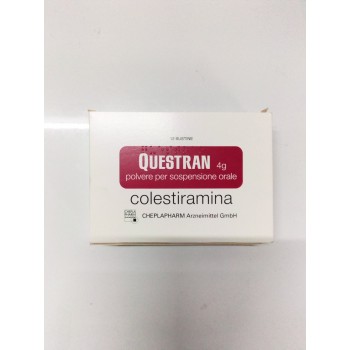 QUESTRAN 4g
polvere per sospensione orale
colestiramina
CHEPLAPHARM Arzneimittel GmbH